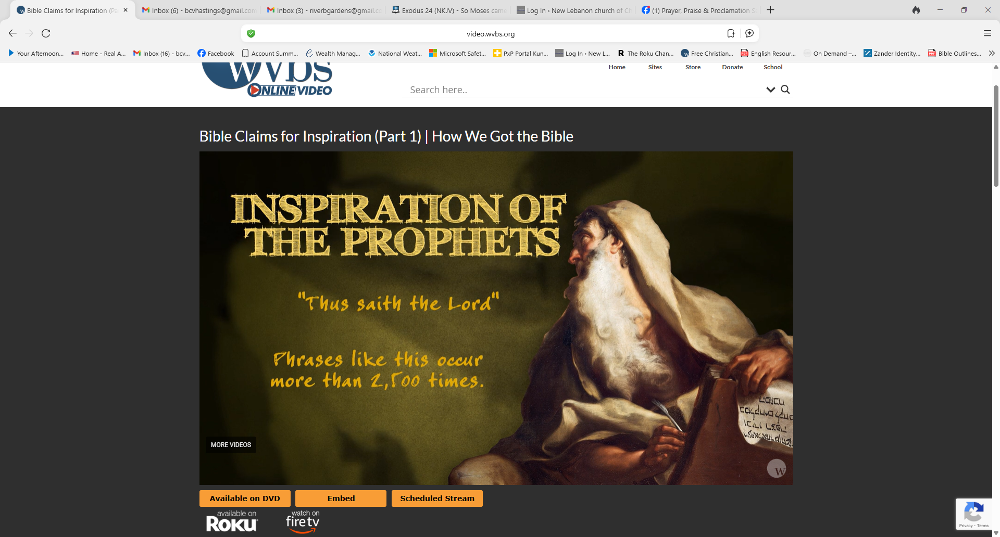 Bible Claims for Inspiration (Pa
Inbox (6) - bcvhastings@gmail.com
Inbox (3) - riverbgardens@gmail.co
Exodus 24 (NKJV) - So Moses came
Log In ‹ New Lebanon church of Ch
(1) Prayer, Praise & Proclamation S
video.wvbs.org
Your Afternoon...
Home - Real A...
Inbox (16) - bcv...
Facebook
Account Summ...
Wealth Manag...
National Weat...
Microsoft Safet...
PxP Portal Kun...
Log In ‹ New L...
The Roku Chan...
Free Christian...
English Resour...
On Demand –...
Zander Identity...
Bible Outlines...
wvbs
ONLINE VIDEO
Home
Sites
Store
Donate
School
Search here..
Bible Claims for Inspiration (Part 1) | How We Got the Bible
INSPIRATION OF
THE PROPHETS
"Thus saith the Lord"
Phrases like this occur
more than 2,500 times.
MORE VIDEOS
W
Available on DVD
Embed
Scheduled Stream
available on
ROKU
watch on
fire tv
Privacy - Terms